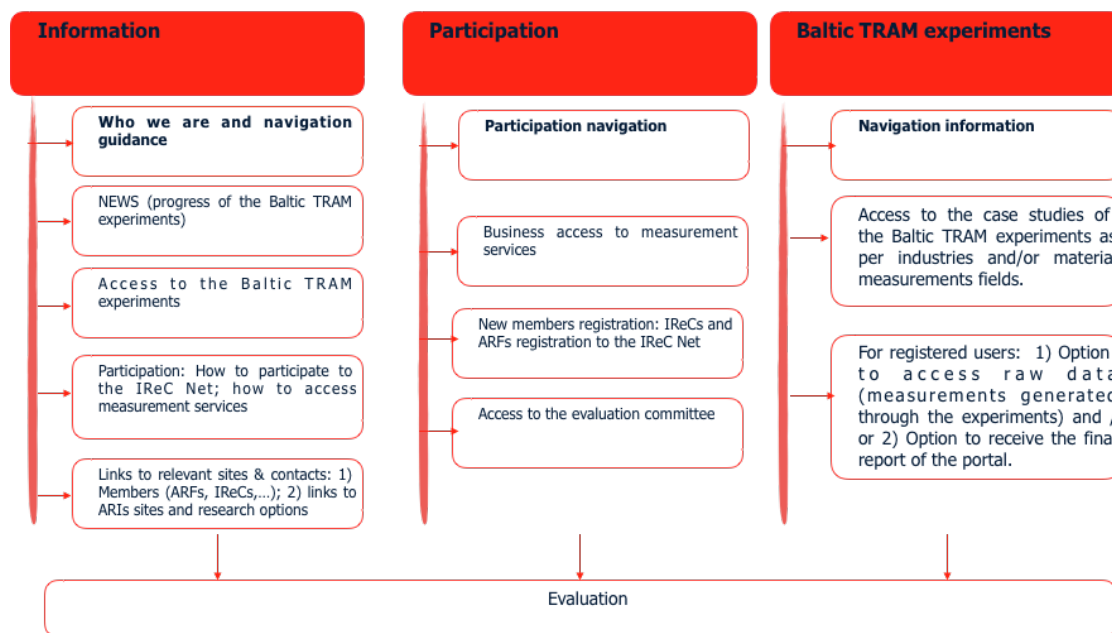 Information
Who we are and navigation
guidance
NEWS (progress of the Baltic TRAM
experiments)
Access to the Baltic TRAM
experiments
Participation: How to participate to
the IReC Net; how to access
measurement services
Links to relevant sites & contacts: 1)
Members (ARFs, IReCs,...); 2) links to
ARIs sites and research options
Participation
Participation navigation
Business access to measurement
services
New members registration: IReCs and
ARFs registration to the IReC Net
Access to the evaluation committee
Baltic TRAM experiments
Navigation information
Access to the case studies of
the Baltic TRAM experiments as
per industries and/or materia
measurements fields.
For registered users: 1) Option
to access raw data
(measurements generated
through the experiments) and /
or 2) Option to receive the fina
report of the portal.
Evaluation